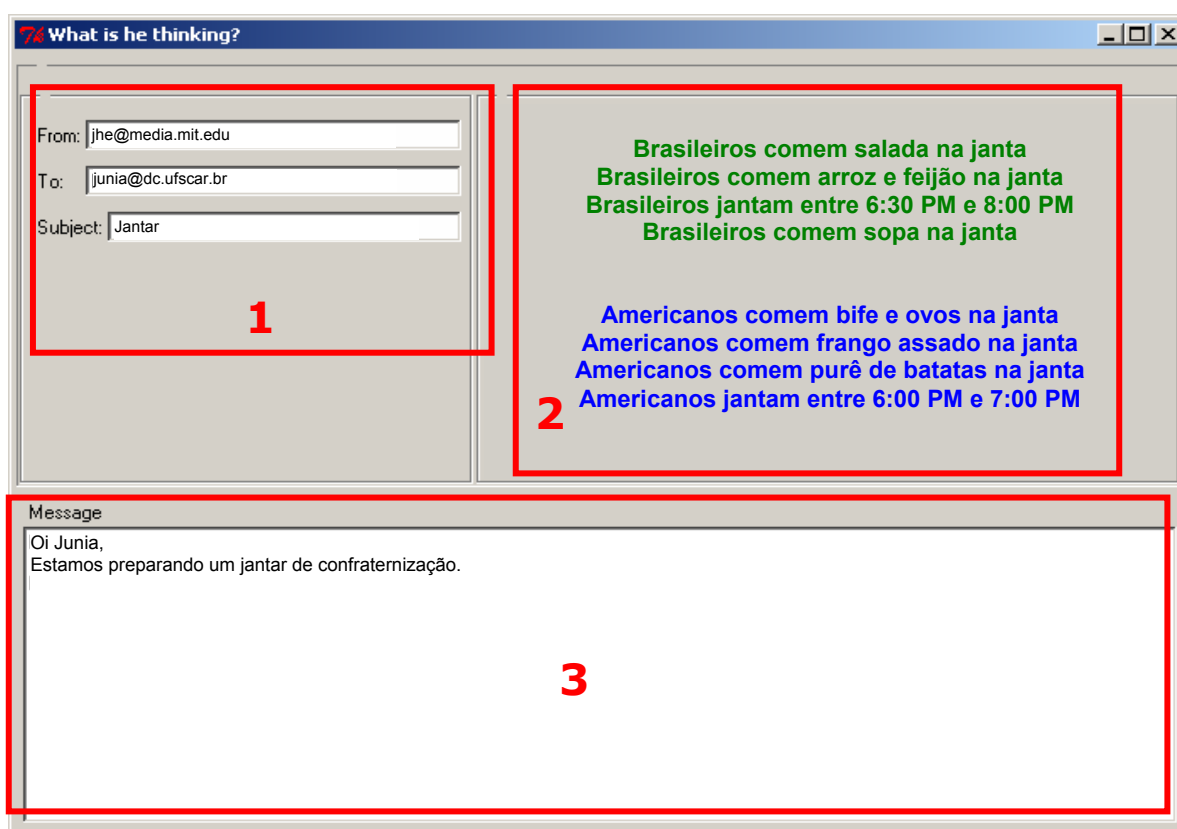 What is he thinking?
From: jhe@media.mit.edu
To: junia@dc.ufscar.br
Subject: Jantar
1
Brasileiros comem salada na janta
Brasileiros comem arroz e feijão na janta
Brasileiros jantam entre 6:30 PM e 8:00 PM
Brasileiros comem sopa na janta
Americanos comem bife e ovos na janta
Americanos comem frango assado na janta
Americanos comem purê de batatas na janta
Americanos jantam entre 6:00 PM e 7:00 PM
2
Message
Oi Junia,
Estamos preparando um jantar de confraternização.
3